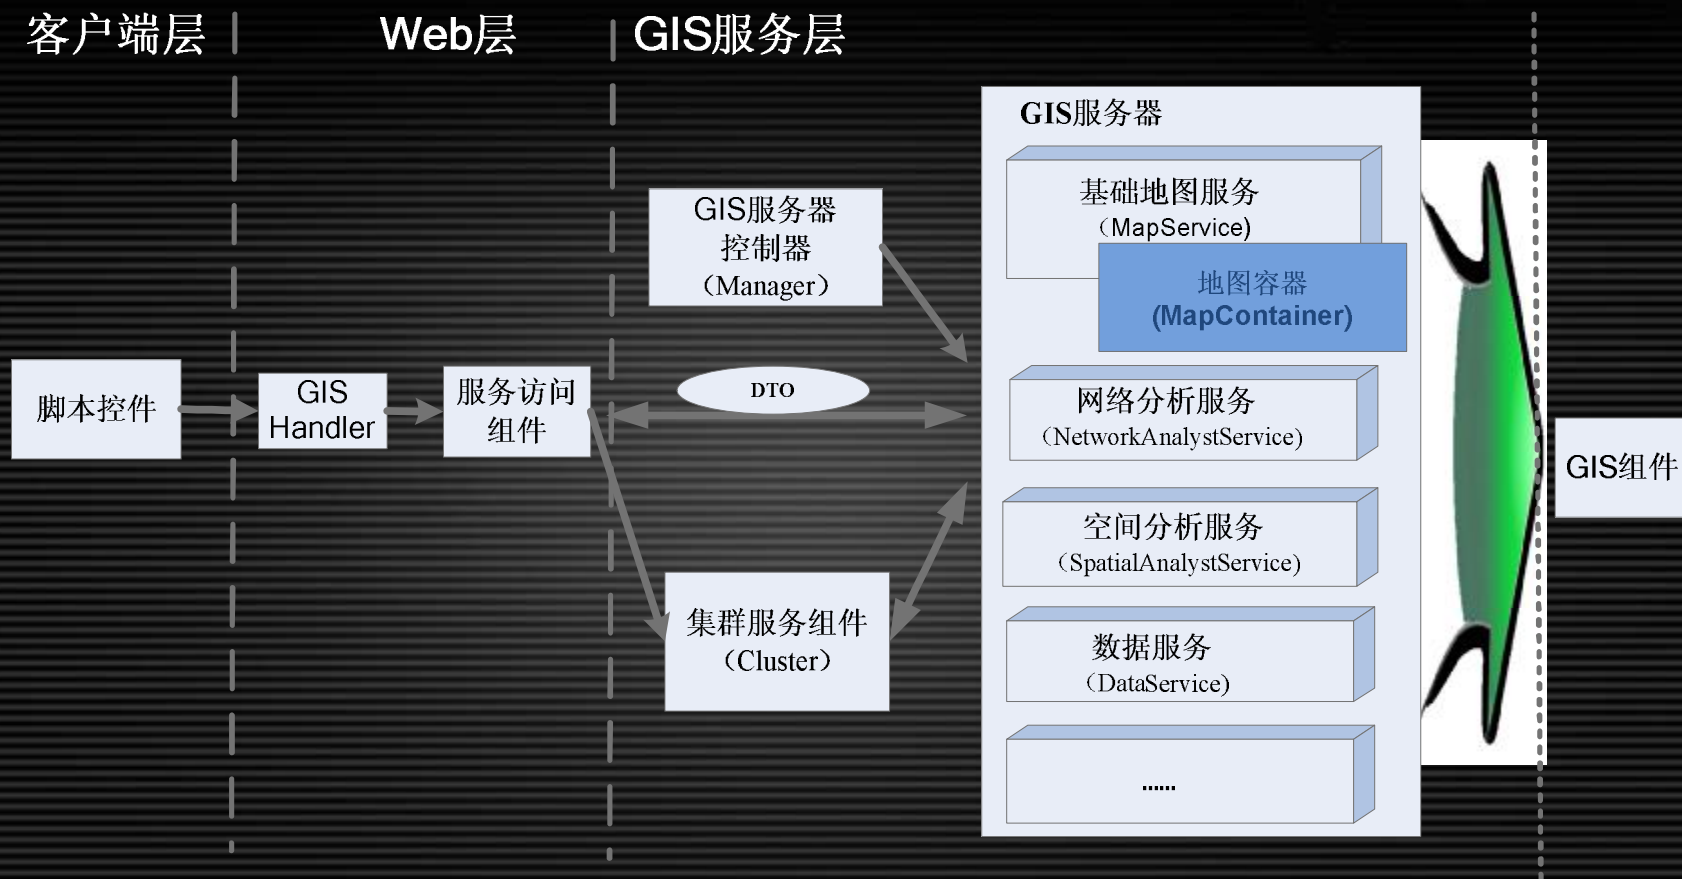 客户端层
Web层
GIS服务层
脚本控件
GIS
Handler
服务访问
组件
GIS服务器
控制器
（Manager）
DTO
集群服务组件
（Cluster）
GIS服务器
基础地图服务
（MapService)
地图容器
(MapContainer)
网络分析服务
（NetworkAnalystService)
空间分析服务
（SpatialAnalystService)
数据服务
（DataService)
......
GIS组件